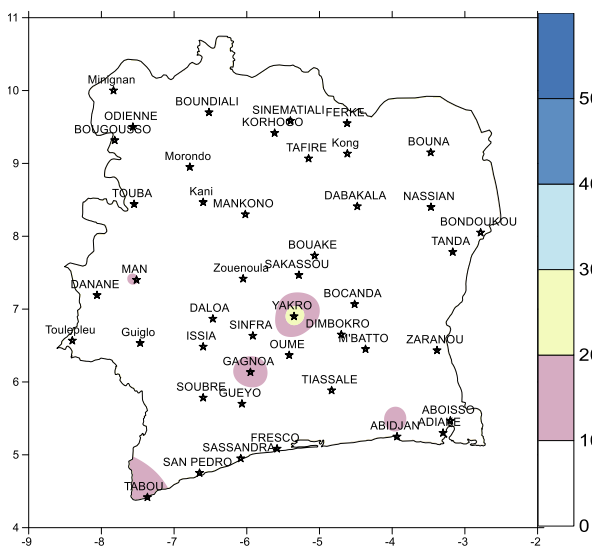 11
50
Minignan
10
BOUNDIALI
SINEMATIALI FERKE
ODIENNE
KORHOGO
BOUGOUSSO
40
TAFIRE Kong BOUNA
9
Morondo
TOUBA Kani MANKONO DABAKALA NASSIAN
BONDOUKOU
8
BOUAKE TANDA
30
MAN Zouenoula SAKASSOU
DANANE
BOCANDA
7
DALOA YAKRO
Toulepleu Guiglo SINFRA DIMBOKRO
ISSIA OUME M'BATTO ZARANOU
20
GAGNOA
6
SOUBRE GUEYO TIASSALE
ABOISSO
ABIDJAN ADIAKE
10
5
SASSANDRA FRESCO
SAN PEDRO
TABOU
4
0
-9 -8 -7 -6 -5 -4 -3 -2